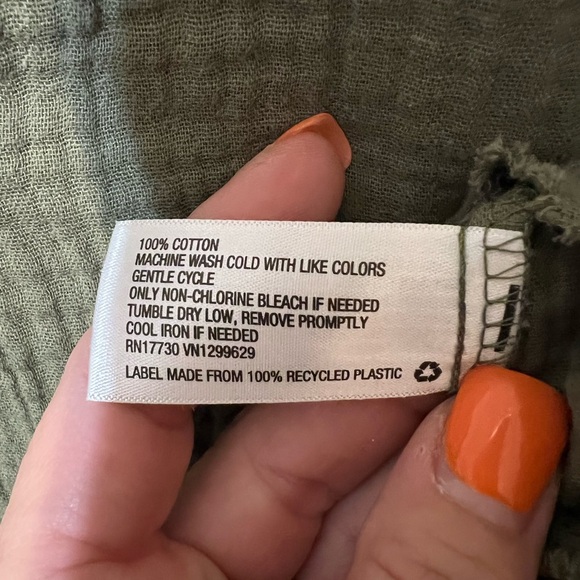 100% COTTON
MACHINE WASH COLD WITH LIKE COLORS
GENTLE CYCLE
ONLY NON-CHLORINE BLEACH IF NEEDED
TUMBLE DRY LOW, REMOVE PROMPTLY
COOL IRON IF NEEDED
RN17730 VN1299629
LABEL MADE FROM 100% RECYCLED PLASTIC